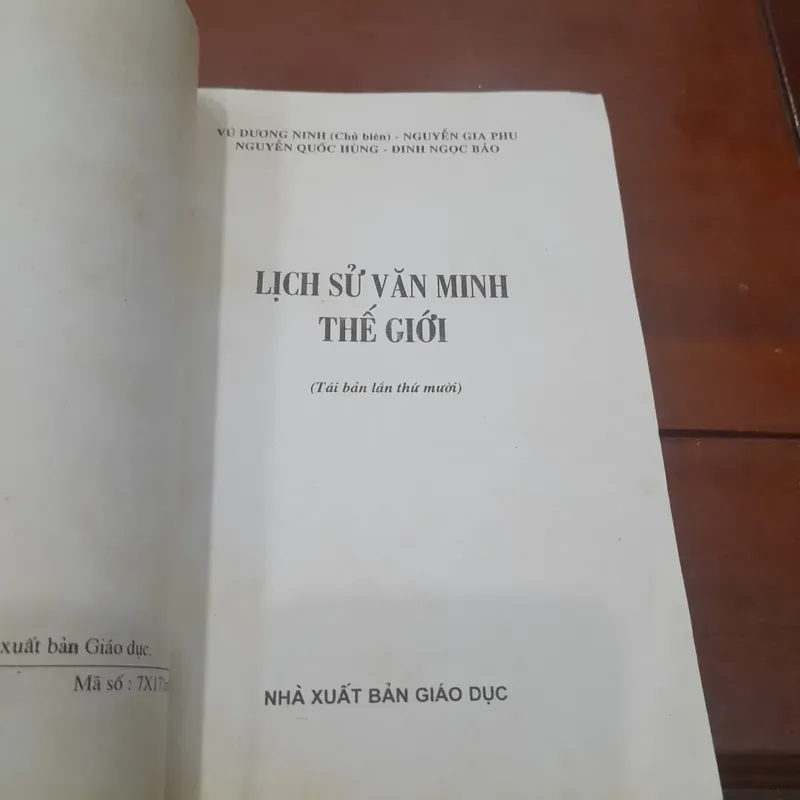 VŨ DƯƠNG NINH (Chủ biên) - NGUYỄN GIA PHU
NGUYỄN QUỐC HÙNG - ĐINH NGỌC BẢO
LỊCH SỬ VĂN MINH
THẾ GIỚI
(Tái bản lần thứ mười)
xuất bản Giáo dục.
Mã số : 7X17
NHÀ XUẤT BẢN GIÁO DỤC